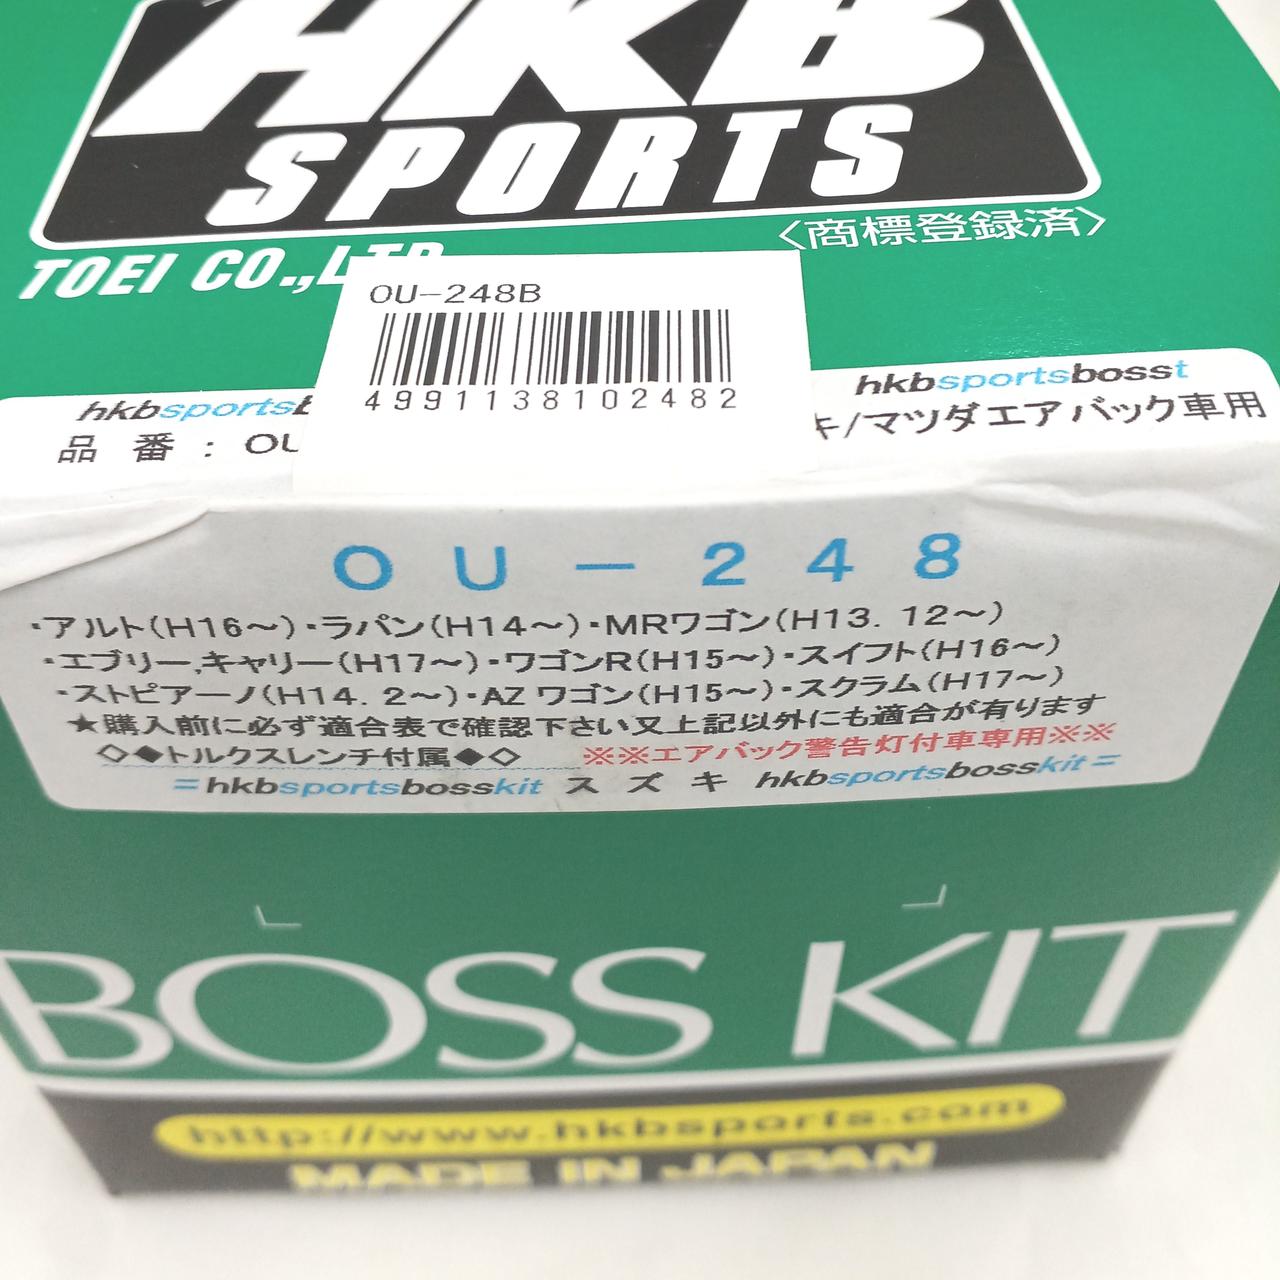 HKB
SPORTS
〈商標登録済〉
TOEI CO.,LTD
OU-248B
4991138102482
hkbsportsb
hkbsportsbosst
品 番 : OU
キ/マツダエアバック車用
OU-248
・アルト(H16~)・ラパン(H14~)・MRワゴン(H13. 12~)
・エブリー,キャリー(H17~)・ワゴンR(H15~)・スイフト(H16~)
・ストピアーノ(H14. 2~)・AZワゴン(H15~)・スクラム(H17~)
★購入前に必ず適合表で確認下さい又上記以外にも適合が有ります
◇◆トルクスレンチ付属◆◇ ※※エアバック警告灯付車専用※※
=hkbsportsbosskit スズキ hkbsportsbosskit=
BOSS KIT
http://www.hkbsports.com
MADE IN JAPAN